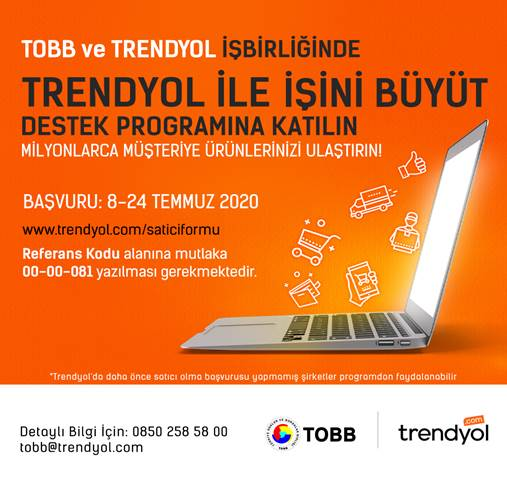 TOBB ve TRENDYOL İŞBİRLİĞİNDE
TRENDYOL İLE İŞİNİ BÜYÜT
DESTEK PROGRAMINA KATILIN
MİLYONLARCA MÜŞTERİYE ÜRÜNLERİNİZİ ULAŞTIRIN!
BAŞVURU: 8-24 TEMMUZ 2020
www.trendyol.com/saticiformu
Referans Kodu alanına mutlaka
00-00-081 yazılması gerekmektedir.
*Trendyol'da daha önce satıcı olma başvurusu yapmamış şirketler programdan faydalanabilir
Detaylı Bilgi İçin: 0850 258 58 00
tobb@trendyol.com
TOBB
trendyol
.com